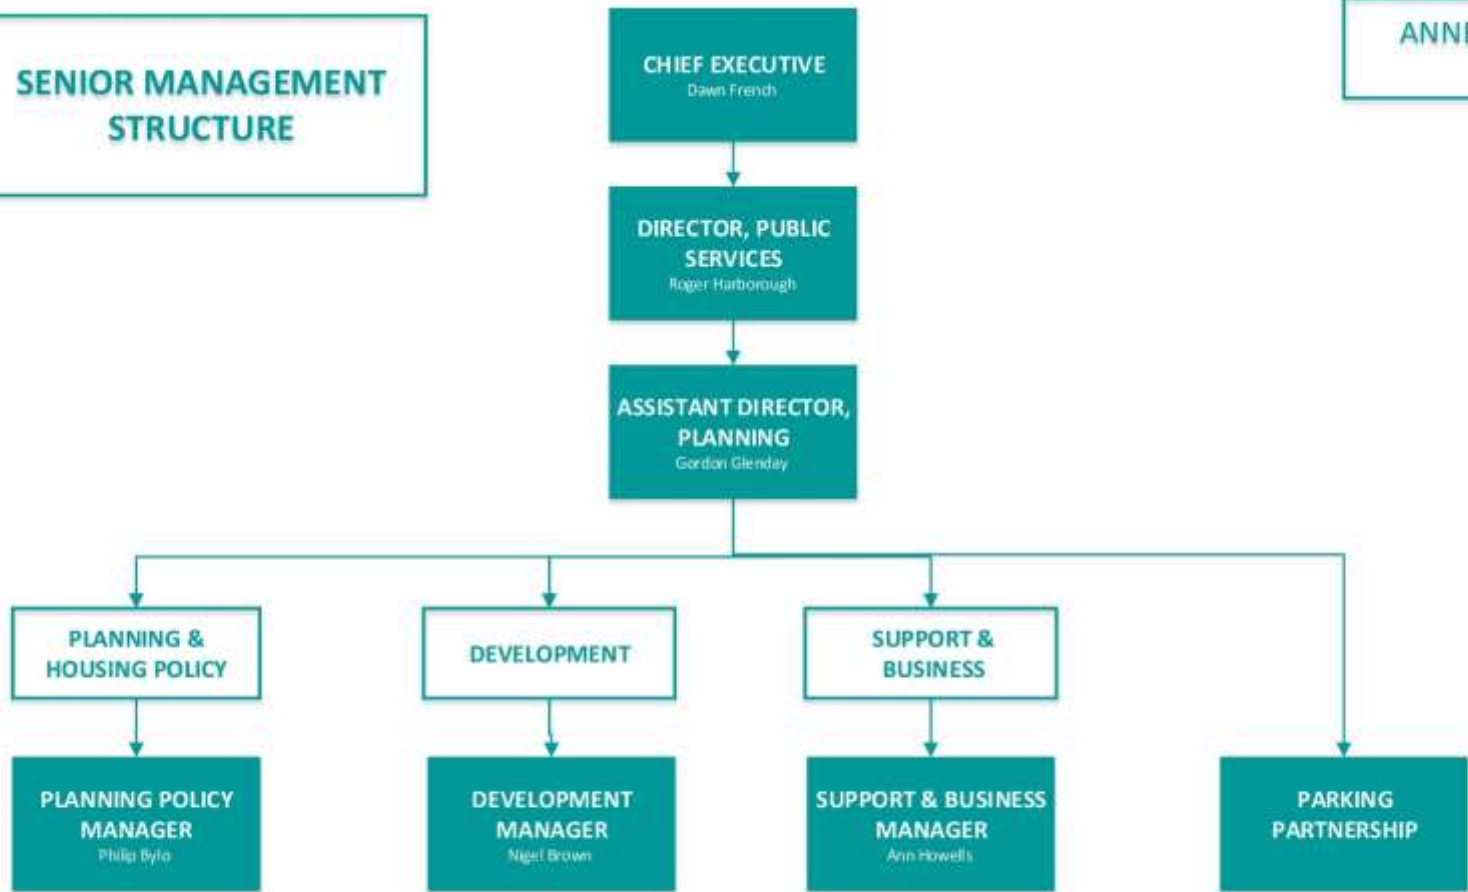 SENIOR MANAGEMENT
STRUCTURE
CHIEF EXECUTIVE
Dawn French
DIRECTOR, PUBLIC
SERVICES
Roger Harborough
ASSISTANT DIRECTOR,
PLANNING
Gordon Glenday
PLANNING &
HOUSING POLICY
DEVELOPMENT
SUPPORT &
BUSINESS
PLANNING POLICY
MANAGER
Philip Bylo
DEVELOPMENT
MANAGER
Nigel Brown
SUPPORT & BUSINESS
MANAGER
Ann Howells
PARKING
PARTNERSHIP